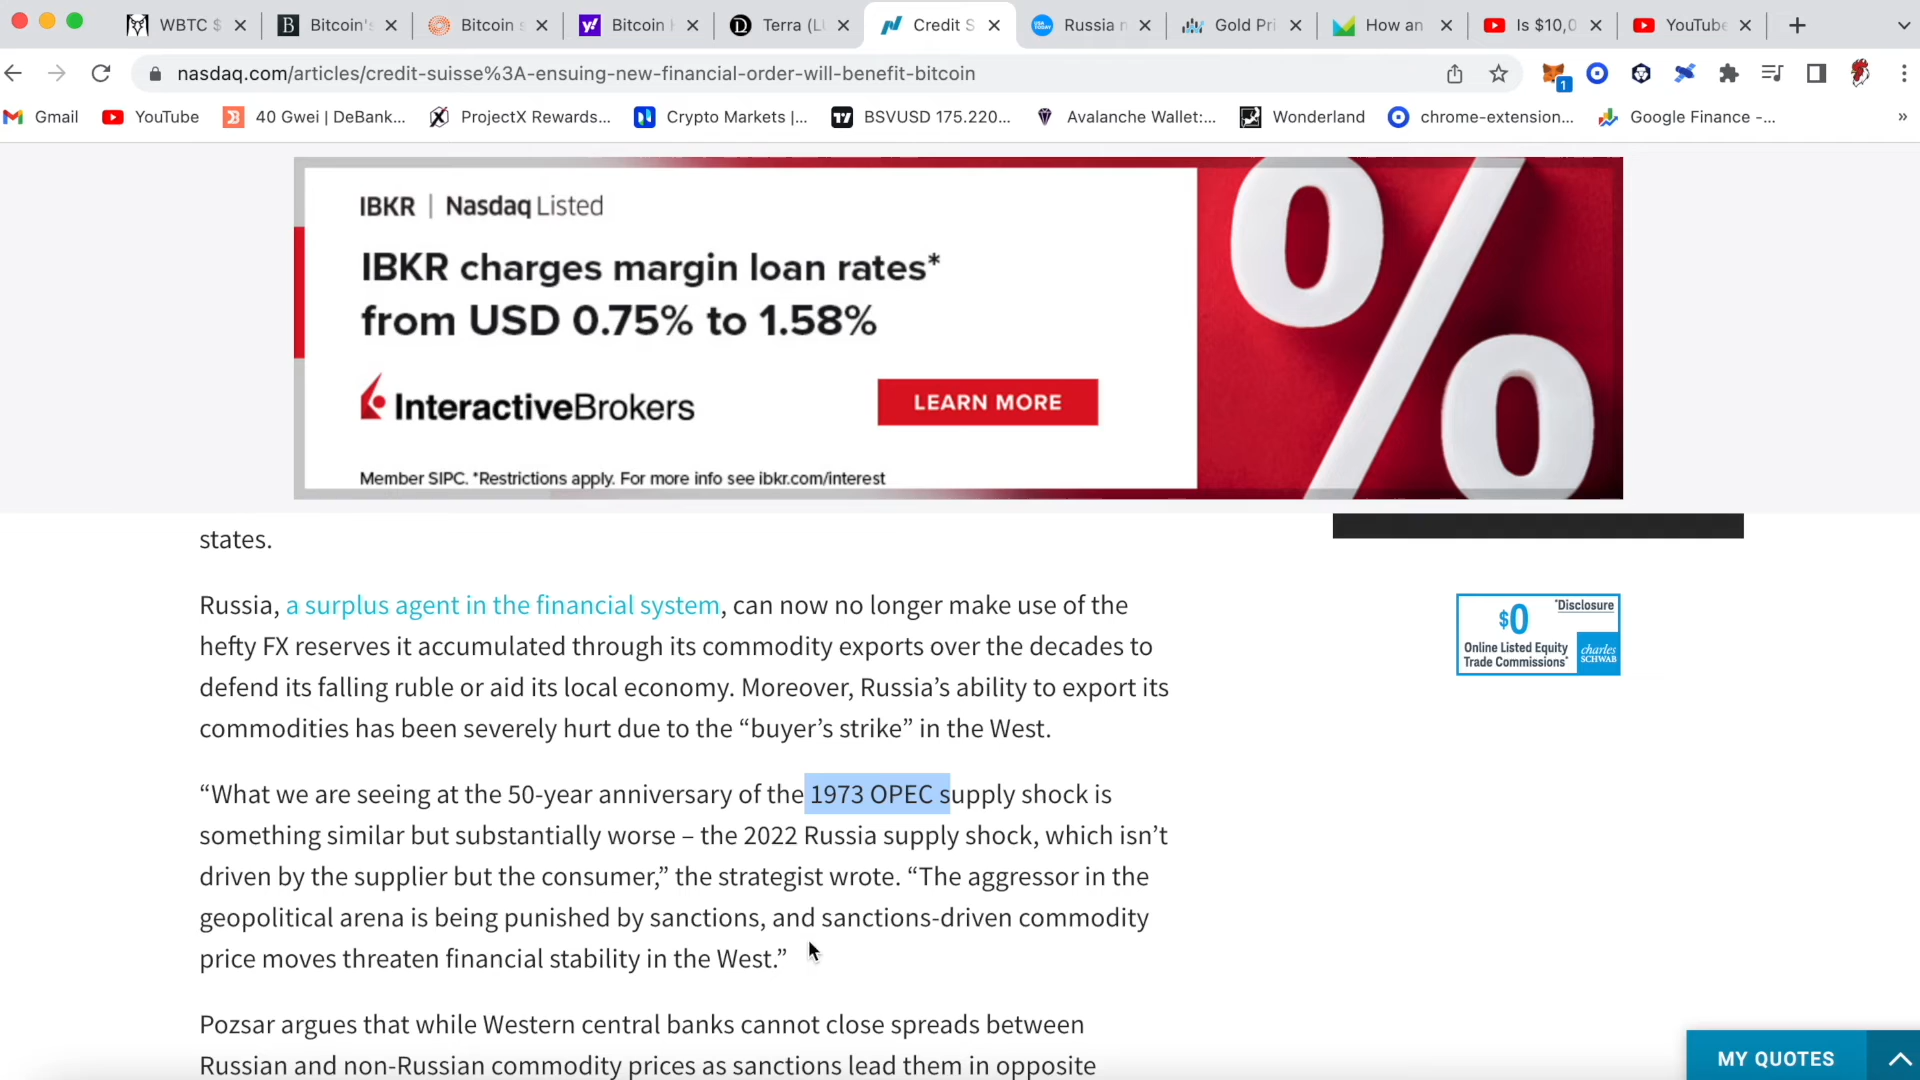 WBTC $
Bitcoin's
Bitcoin s
Bitcoin
Terra (L
Credit S
Russia
Gold Pri
How an
Is $10,0
YouTube
nasdaq.com/articles/credit-suisse%3A-ensuing-new-financial-order-will-benefit-bitcoin
1
Gmail
YouTube
40 Gwei | DeBank...
ProjectX Rewards...
Crypto Markets |...
BSVUSD 175.220...
Avalanche Wallet:...
Wonderland
chrome-extension...
Google Finance -...
»
IBKR | Nasdaq Listed
IBKR charges margin loan rates*
from USD 0.75% to 1.58%
InteractiveBrokers
LEARN MORE
Member SIPC. *Restrictions apply. For more info see ibkr.com/interest
%
states.
Russia, a surplus agent in the financial system, can now no longer make use of the
hefty FX reserves it accumulated through its commodity exports over the decades to
defend its falling ruble or aid its local economy. Moreover, Russia’s ability to export its
commodities has been severely hurt due to the “buyer’s strike” in the West.
“What we are seeing at the 50-year anniversary of the 1973 OPEC supply shock is
something similar but substantially worse – the 2022 Russia supply shock, which isn’t
driven by the supplier but the consumer,” the strategist wrote. “The aggressor in the
geopolitical arena is being punished by sanctions, and sanctions-driven commodity
price moves threaten financial stability in the West.”
Pozsar argues that while Western central banks cannot close spreads between
Russian and non-Russian commodity prices as sanctions lead them in opposite
$0
*Disclosure
Online Listed Equity
Trade Commissions*
charles
SCHWAB
MY QUOTES